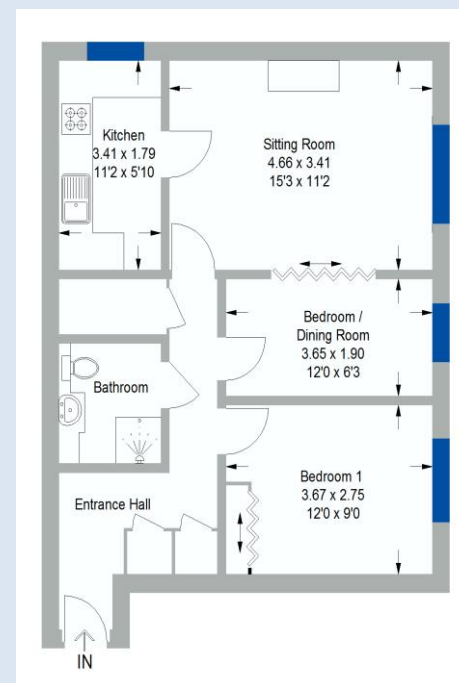 Kitchen
3.41 x 1.79
11'2 x 5'10
Sitting Room
4.66 x 3.41
15'3 x 11'2
Bedroom /
Dining Room
3.65 x 1.90
12'0 x 6'3
Bathroom
Bedroom 1
3.67 x 2.75
12'0 x 9'0
Entrance Hall
IN